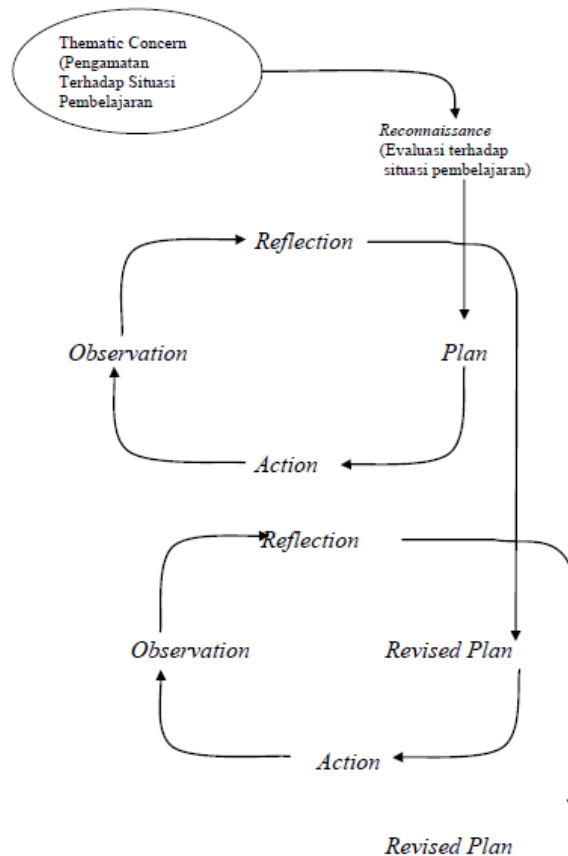 Thematic Concern
(Pengamatan
Terhadap Situasi
Pembelajaran
Reconnaissance
(Evaluasi terhadap
situasi pembelajaran)
Reflection
Observation
Plan
Action
Reflection
Observation
Revised Plan
Action
Revised Plan